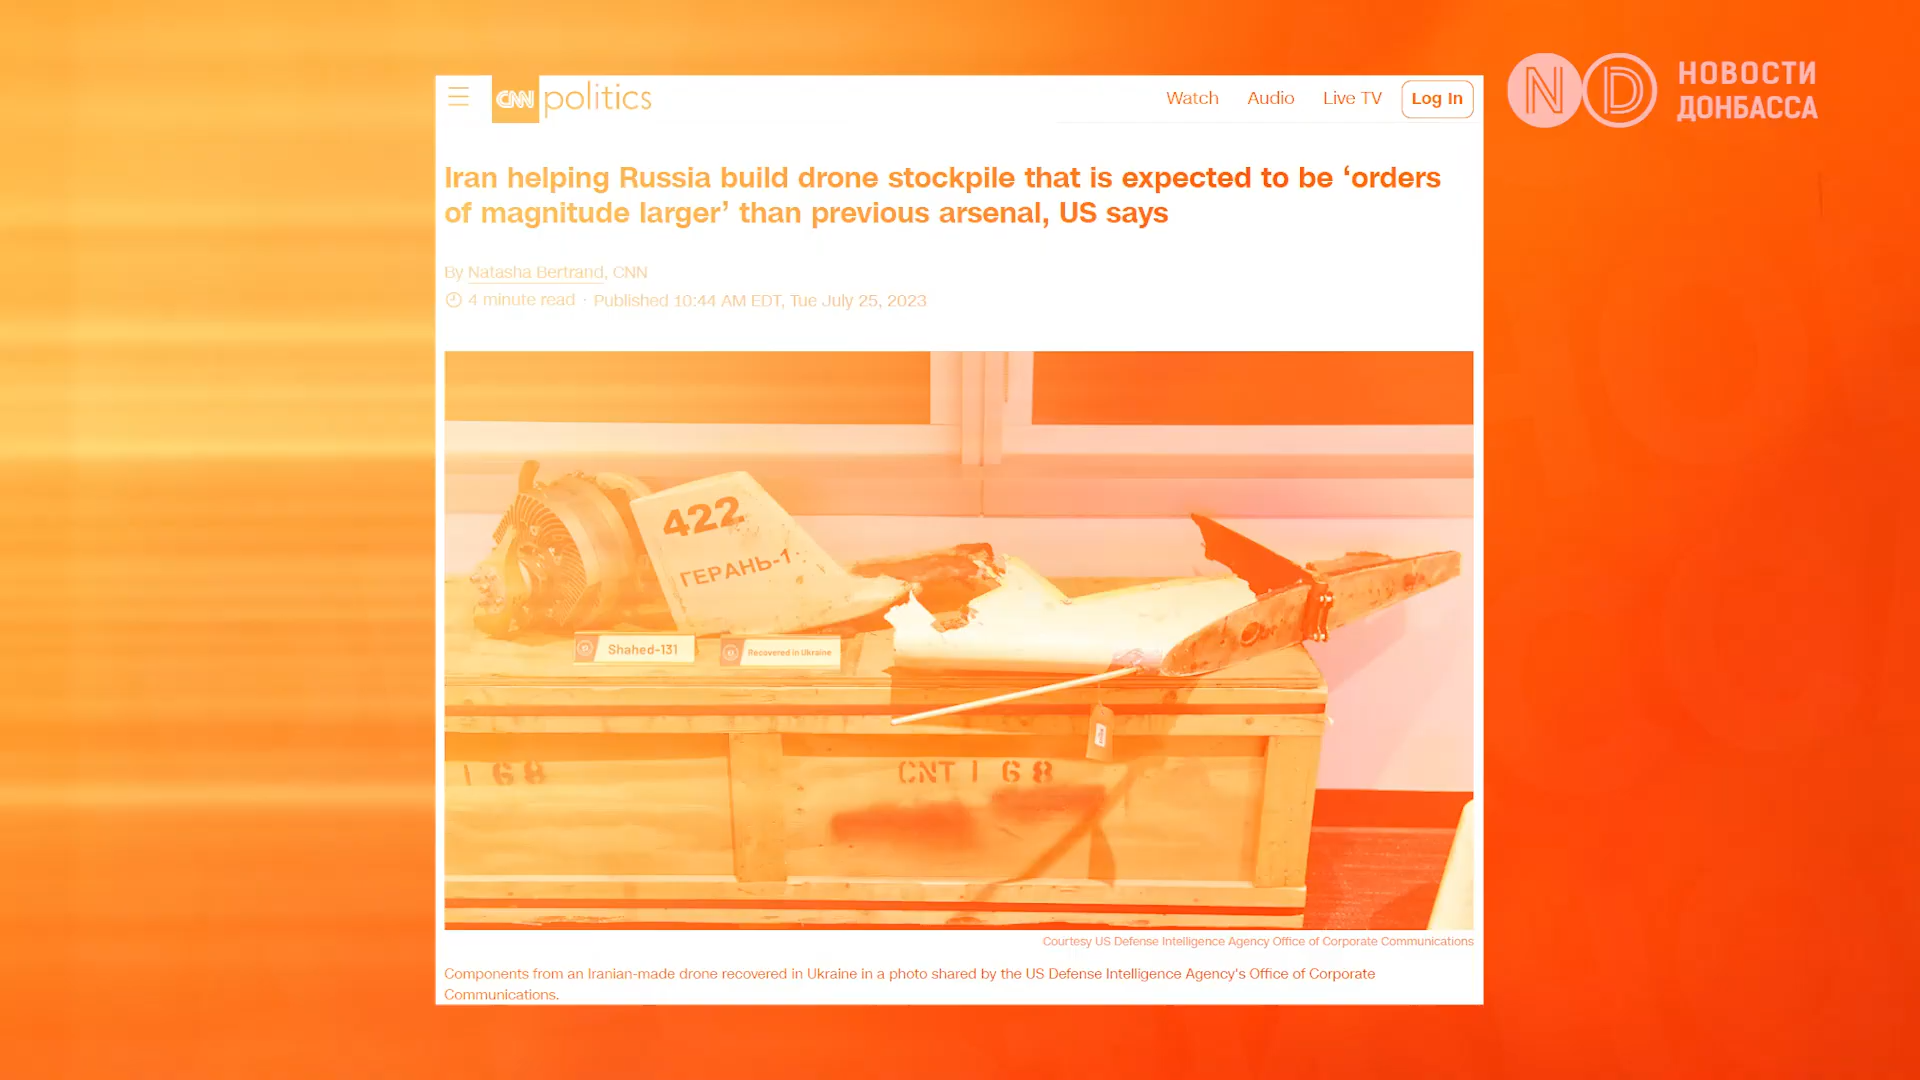 CNN politics
Watch Audio Live TV Log In
НОВОСТИ
ДОНБАССА
Iran helping Russia build drone stockpile that is expected to be ‘orders
of magnitude larger’ than previous arsenal, US says
By Natasha Bertrand, CNN
4 minute read · Published 10:44 AM EDT, Tue July 25, 2023
422
ГЕРАНЬ-1
Shahed-131
Recovered in Ukraine
168
CNT 168
Courtesy US Defense Intelligence Agency Office of Corporate Communications
Components from an Iranian-made drone recovered in Ukraine in a photo shared by the US Defense Intelligence Agency's Office of Corporate
Communications.